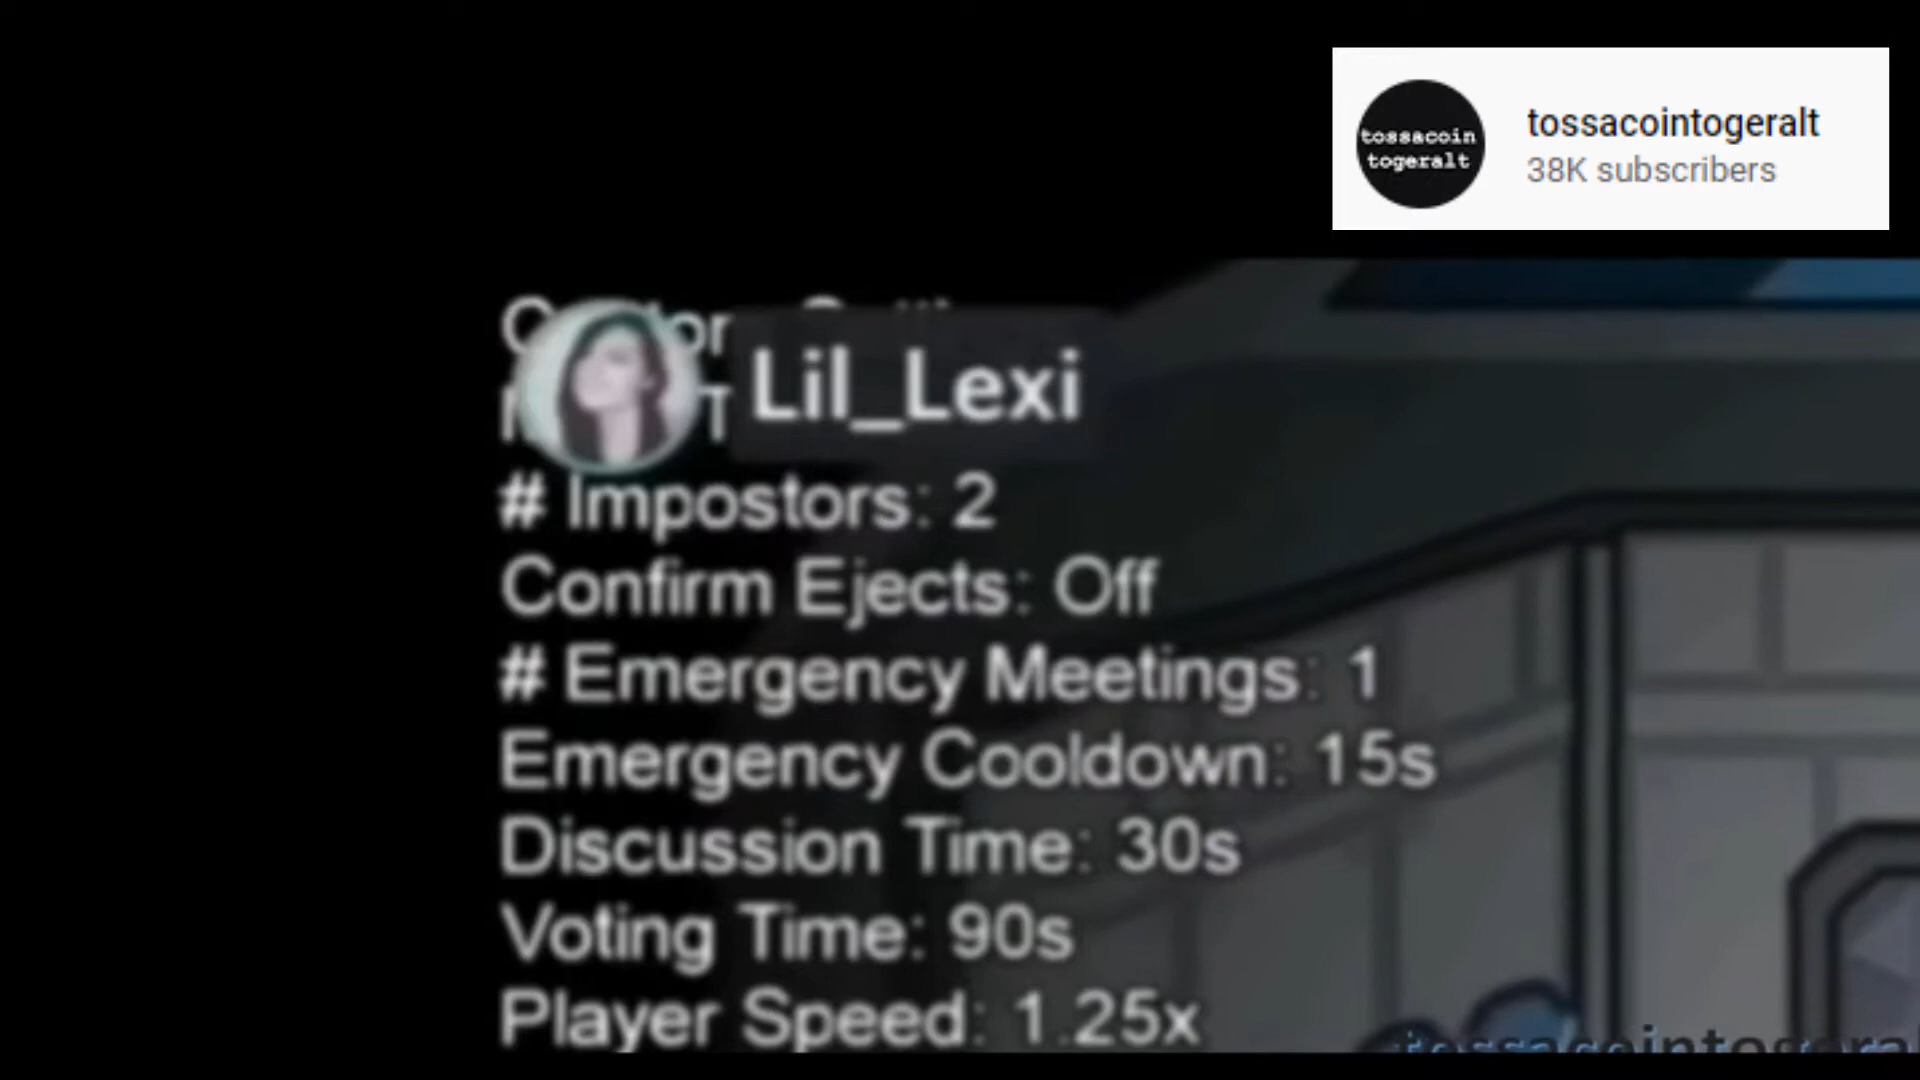 tossacoin
togeralt
tossacointogeralt
38K subscribers
Lil_Lexi
# Impostors: 2
Confirm Ejects: Off
# Emergency Meetings: 1
Emergency Cooldown: 15s
Discussion Time: 30s
Voting Time: 90s
Player Speed: 1.25x